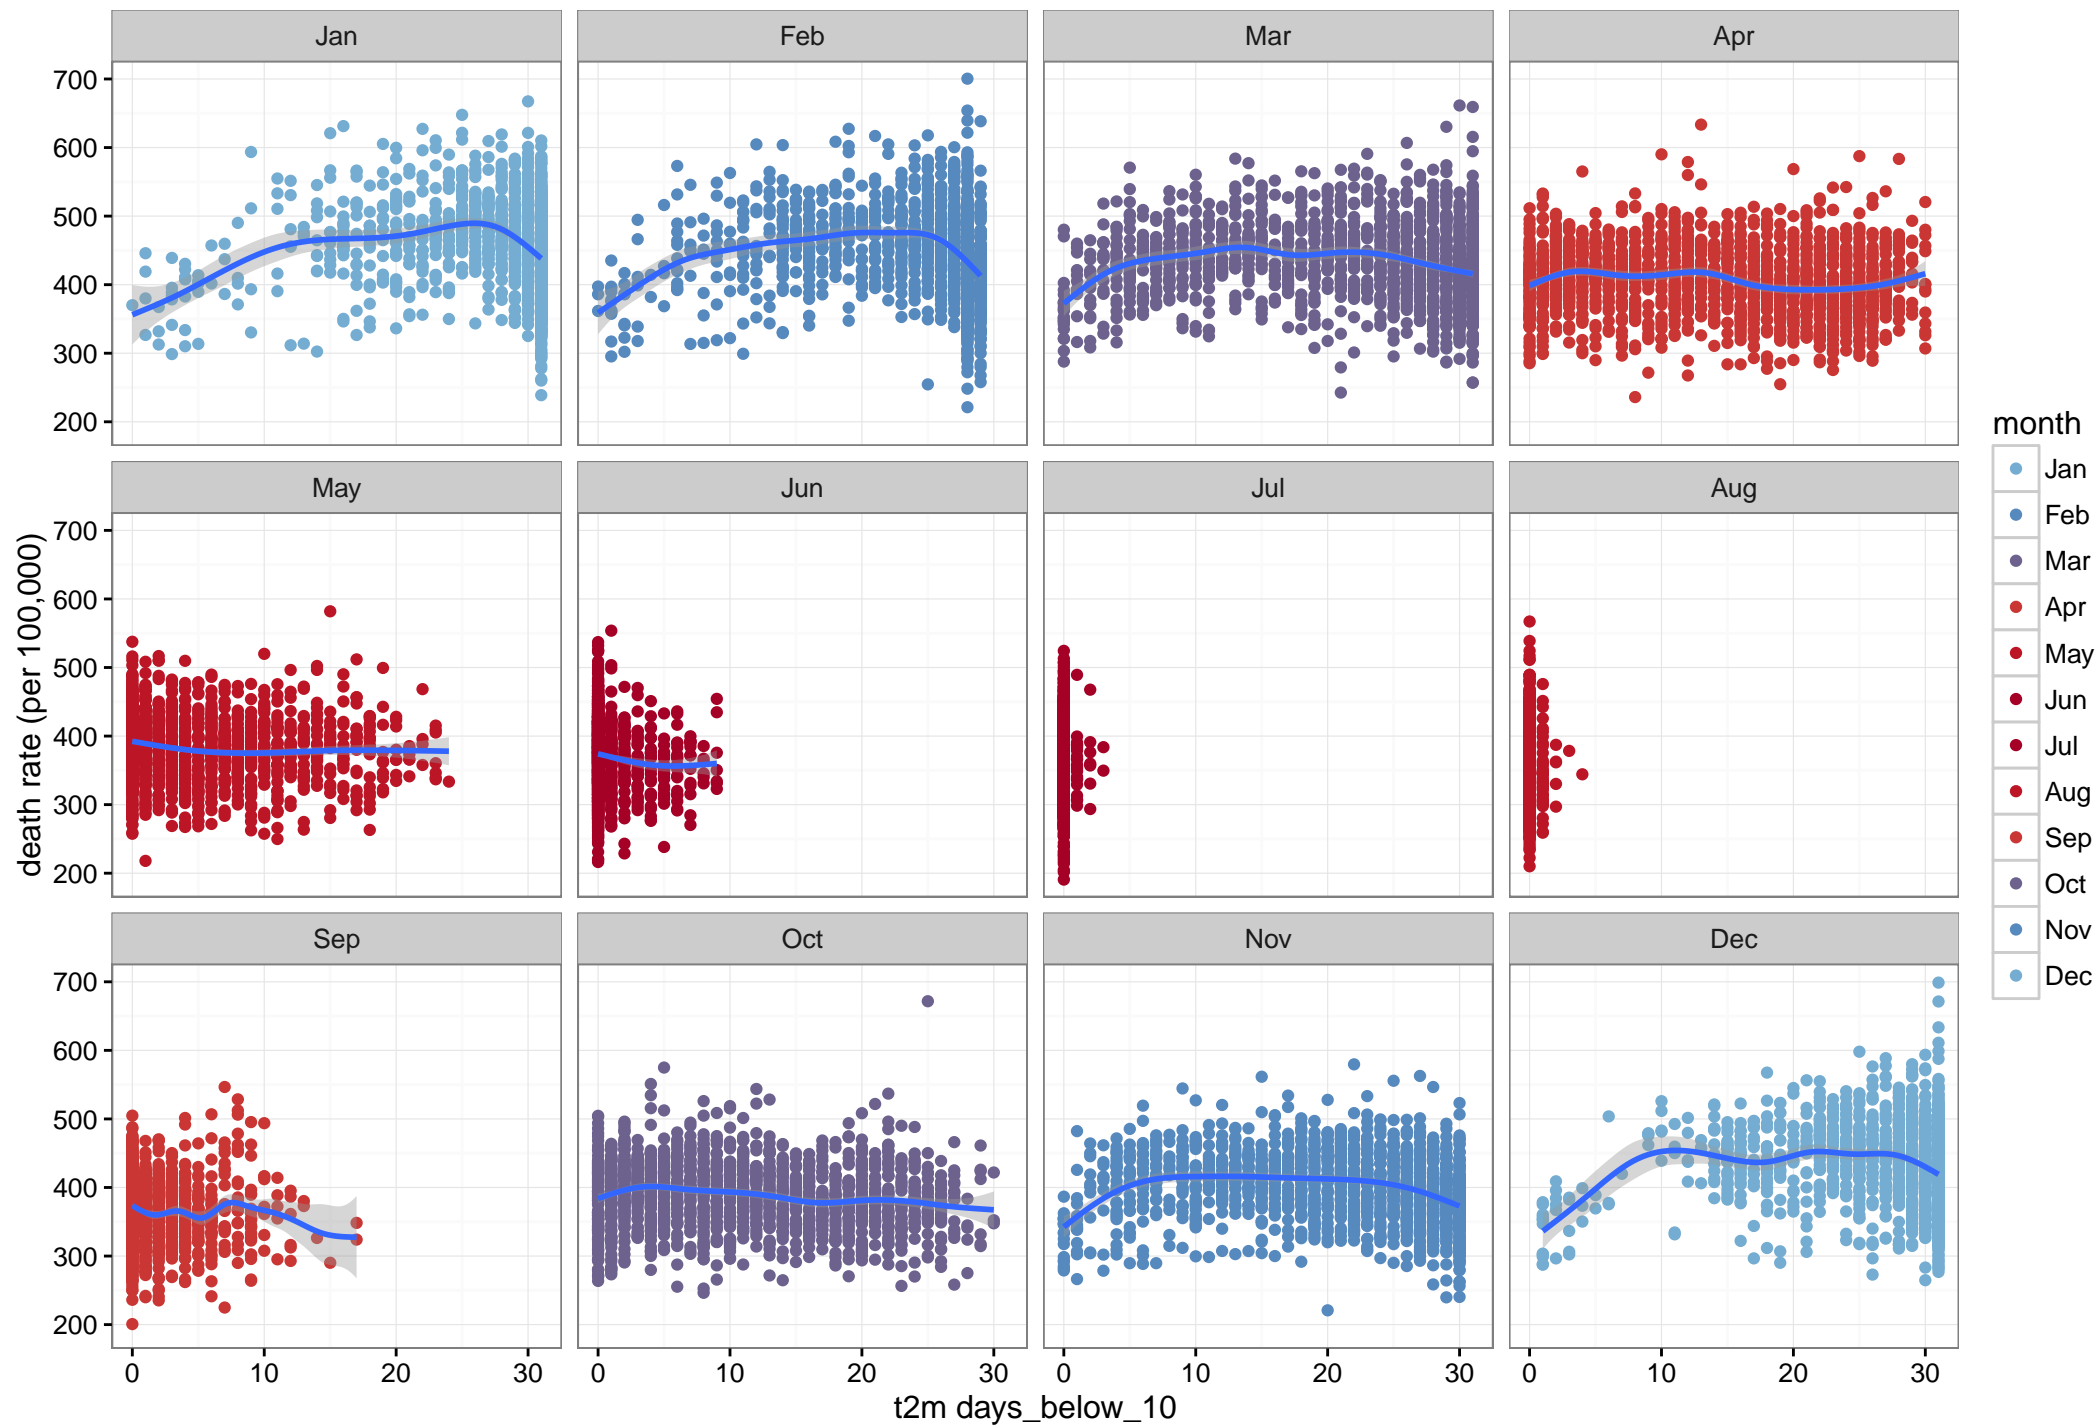 Jan Feb Mar Apr
700
600
500
400
300
200
May Jun Jul Aug
700
600
500
400
300
200
Sep Oct Nov Dec
700
600
500
400
300
200
0 10 20 30 0 10 20 30 0 10 20 30 0 10 20 30
t2m days_below_10
death rate (per 100,000)
month
Jan
Feb
Mar
Apr
May
Jun
Jul
Aug
Sep
Oct
Nov
Dec